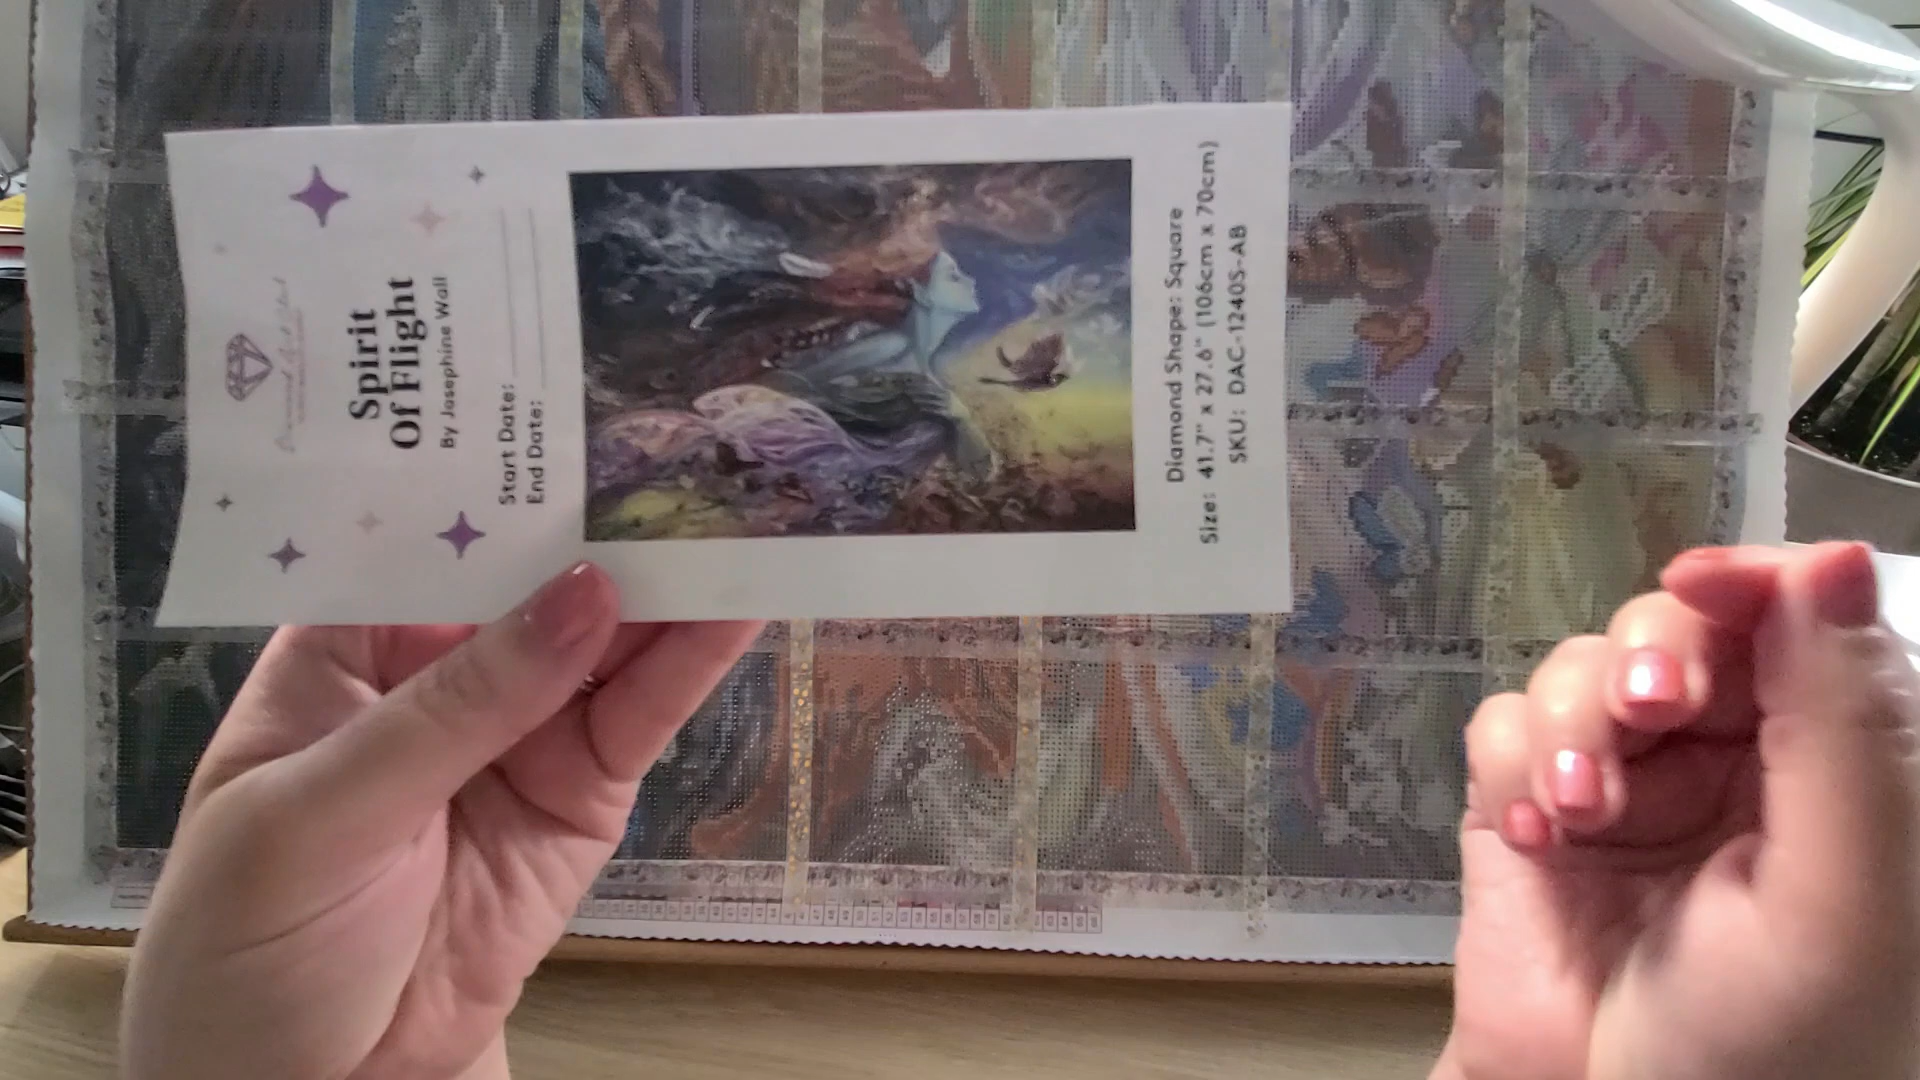 Spirit
Of Flight
By Josephine Wall
Start Date:
End Date:
Diamond Shape: Square
Size: 41.7" x 27.6" (106cm x 70cm)
SKU: DAC-1240S-AB